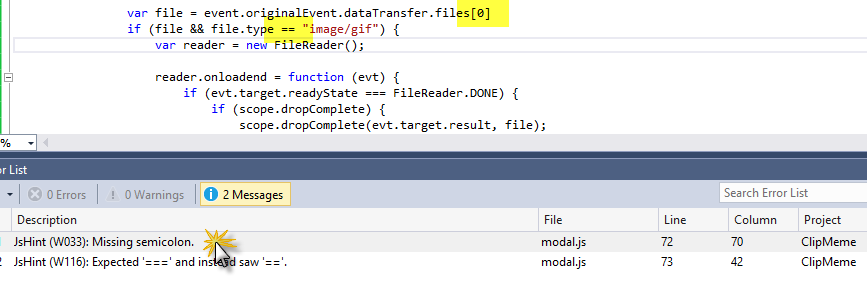 var file = event.originalEvent.dataTransfer.files[0]
if (file && file.type == "image/gif") {
var reader = new FileReader();
reader.onloadend = function (evt) {
if (evt.target.readyState === FileReader.DONE) {
if (scope.dropComplete) {
scope.dropComplete(evt.target.result, file);
%
r List
0 Errors 0 Warnings 2 Messages Search Error List
Description File Line Column Project
1 JsHint (W033): Missing semicolon. modal.js 72 70 ClipMeme
2 JsHint (W116): Expected '===' and instead saw '=='. modal.js 73 42 ClipMeme